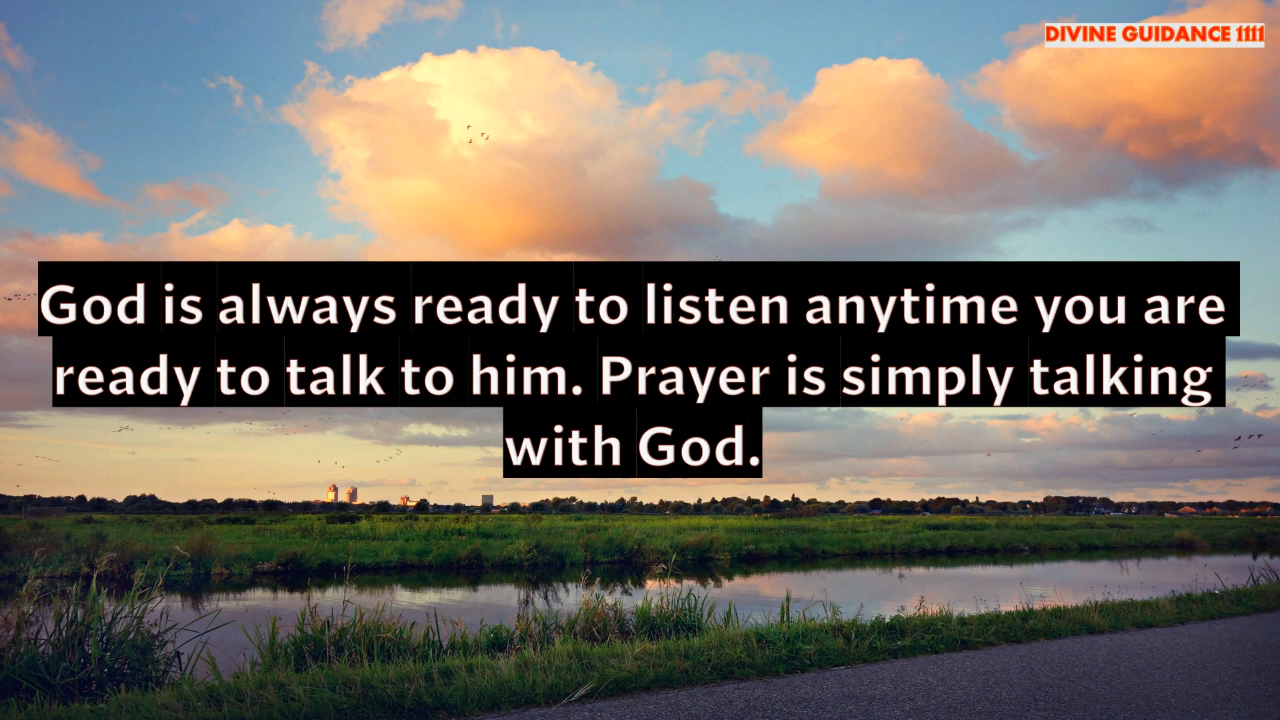 DIVINE GUIDANCE 1111
God is always ready to listen anytime you are
ready to talk to him. Prayer is simply talking
with God.